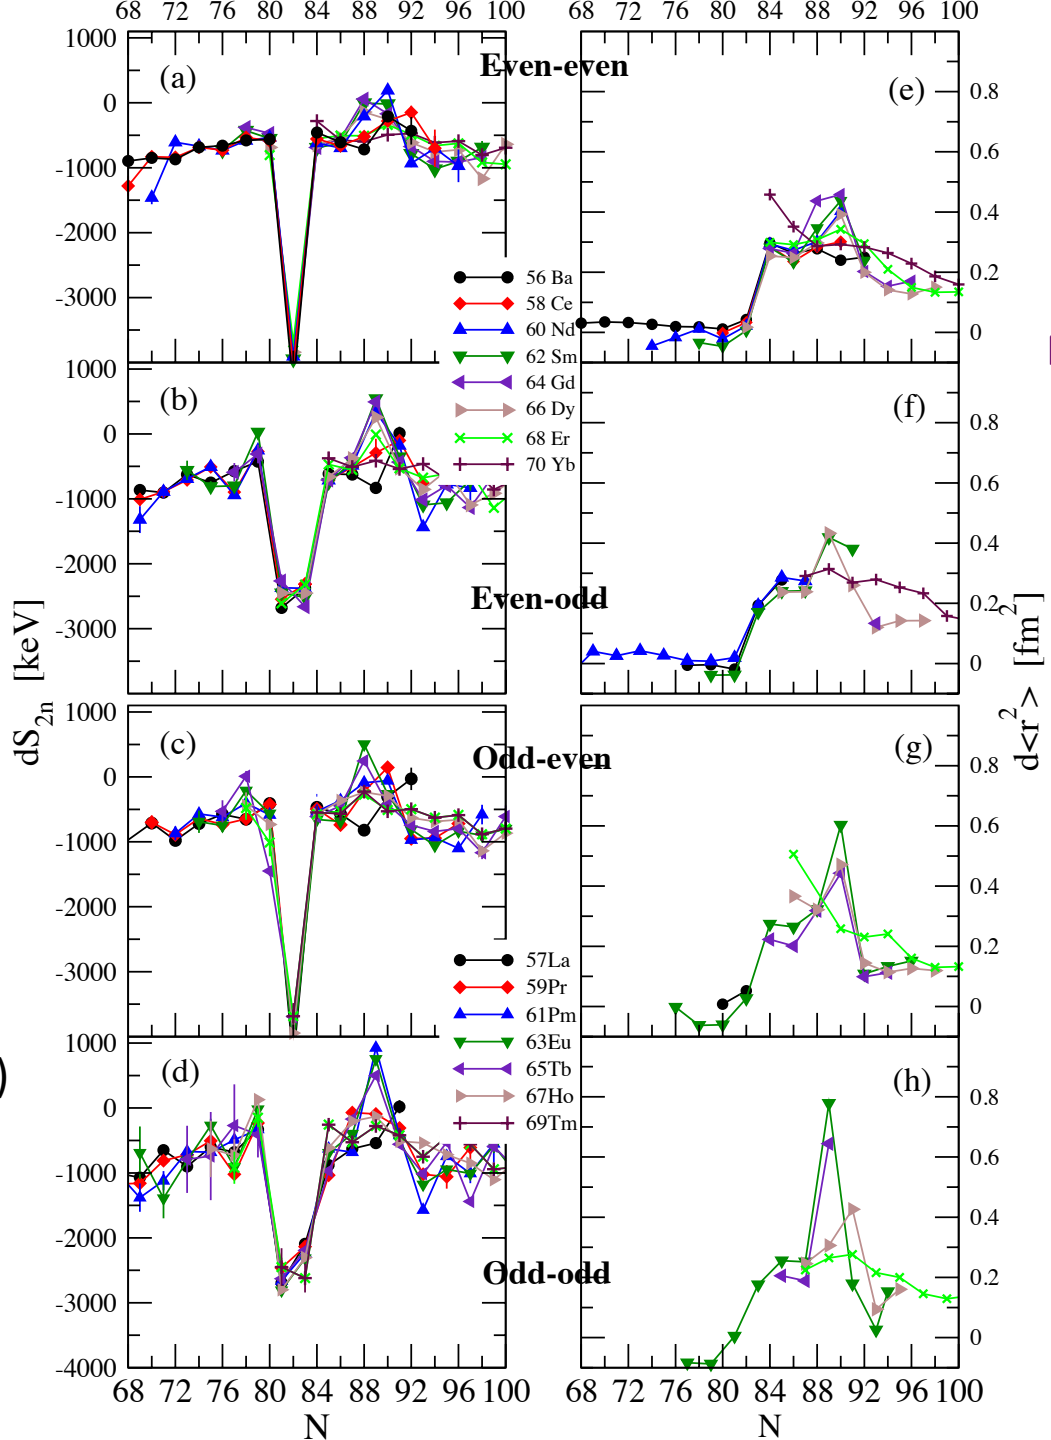 68 72 76 80 84 88 92 96 100
68 72 76 80 84 88 92 96 100
1000
0
-1000
-2000
-3000
(a)
Even-even
(e)
0.8
0.6
0.4
0.2
0
56 Ba
58 Ce
60 Nd
62 Sm
64 Gd
66 Dy
68 Er
70 Yb
1000
0
-1000
-2000
-3000
(b)
Even-odd
(f)
0.8
0.6
0.4
0.2
0
dS2n [keV]
d<r2> [fm2]
1000
0
-1000
-2000
-3000
(c)
Odd-even
(g)
0.8
0.6
0.4
0.2
0
57La
59Pr
61Pm
63Eu
65Tb
67Ho
69Tm
)
1000
0
-1000
-2000
-3000
-4000
(d)
Odd-odd
(h)
0.8
0.6
0.4
0.2
0
68 72 76 80 84 88 92 96 100
68 72 76 80 84 88 92 96 100
N
N